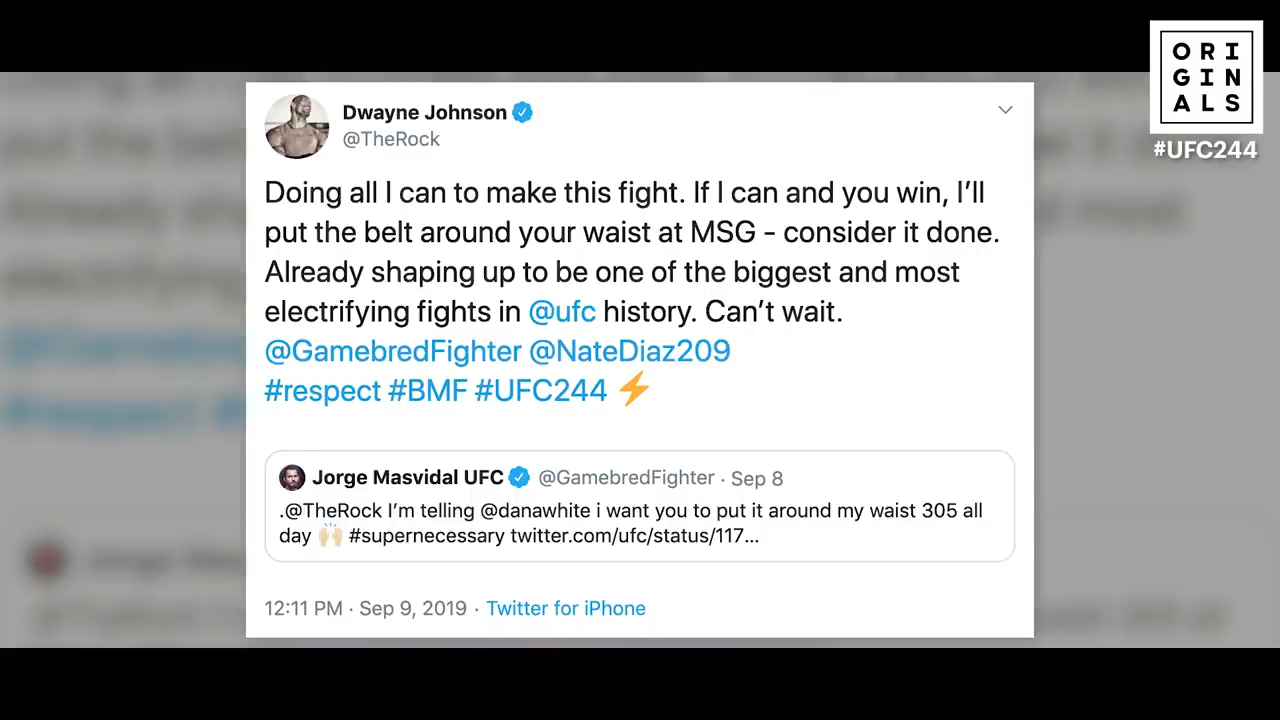 ORI
GIN
ALS
#UFC244
Dwayne Johnson
@TheRock
Doing all I can to make this fight. If I can and you win, I’ll
put the belt around your waist at MSG - consider it done.
Already shaping up to be one of the biggest and most
electrifying fights in @ufc history. Can’t wait.
@GamebredFighter @NateDiaz209
#respect #BMF #UFC244 ⚡
Jorge Masvidal UFC @GamebredFighter · Sep 8
.@TheRock I’m telling @danawhite i want you to put it around my waist 305 all
day 🙌🏼 #supernecessary twitter.com/ufc/status/117...
12:11 PM · Sep 9, 2019 · Twitter for iPhone